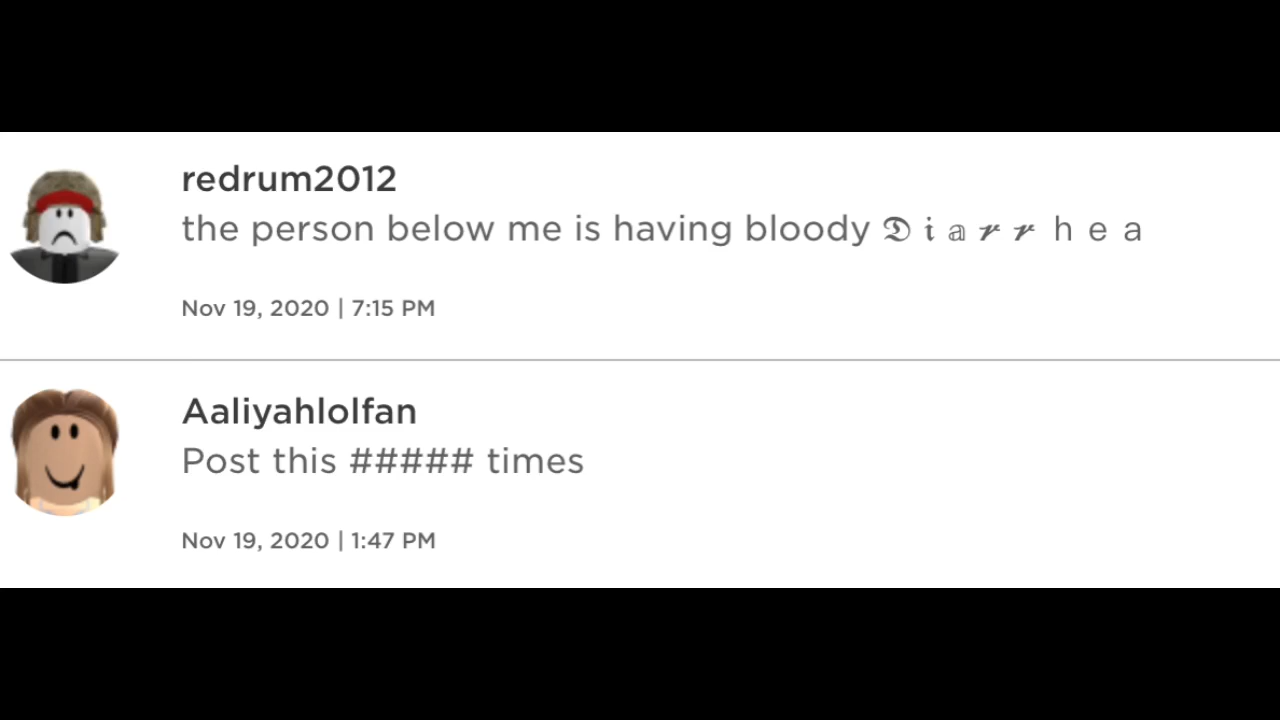 redrum2012
the person below me is having bloody 𝕯 𝖎 𝕒 𝓻 𝓻 h e a
Nov 19, 2020 | 7:15 PM
Aaliyahlolfan
Post this ##### times
Nov 19, 2020 | 1:47 PM